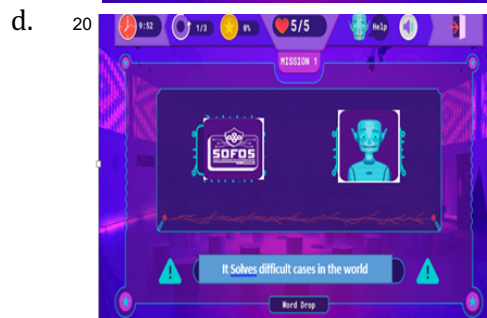 d. 20
9:52 1/3 0% 5/5 Help
MISSION 1
SOFOS
It Solves difficult cases in the world
Word Drop